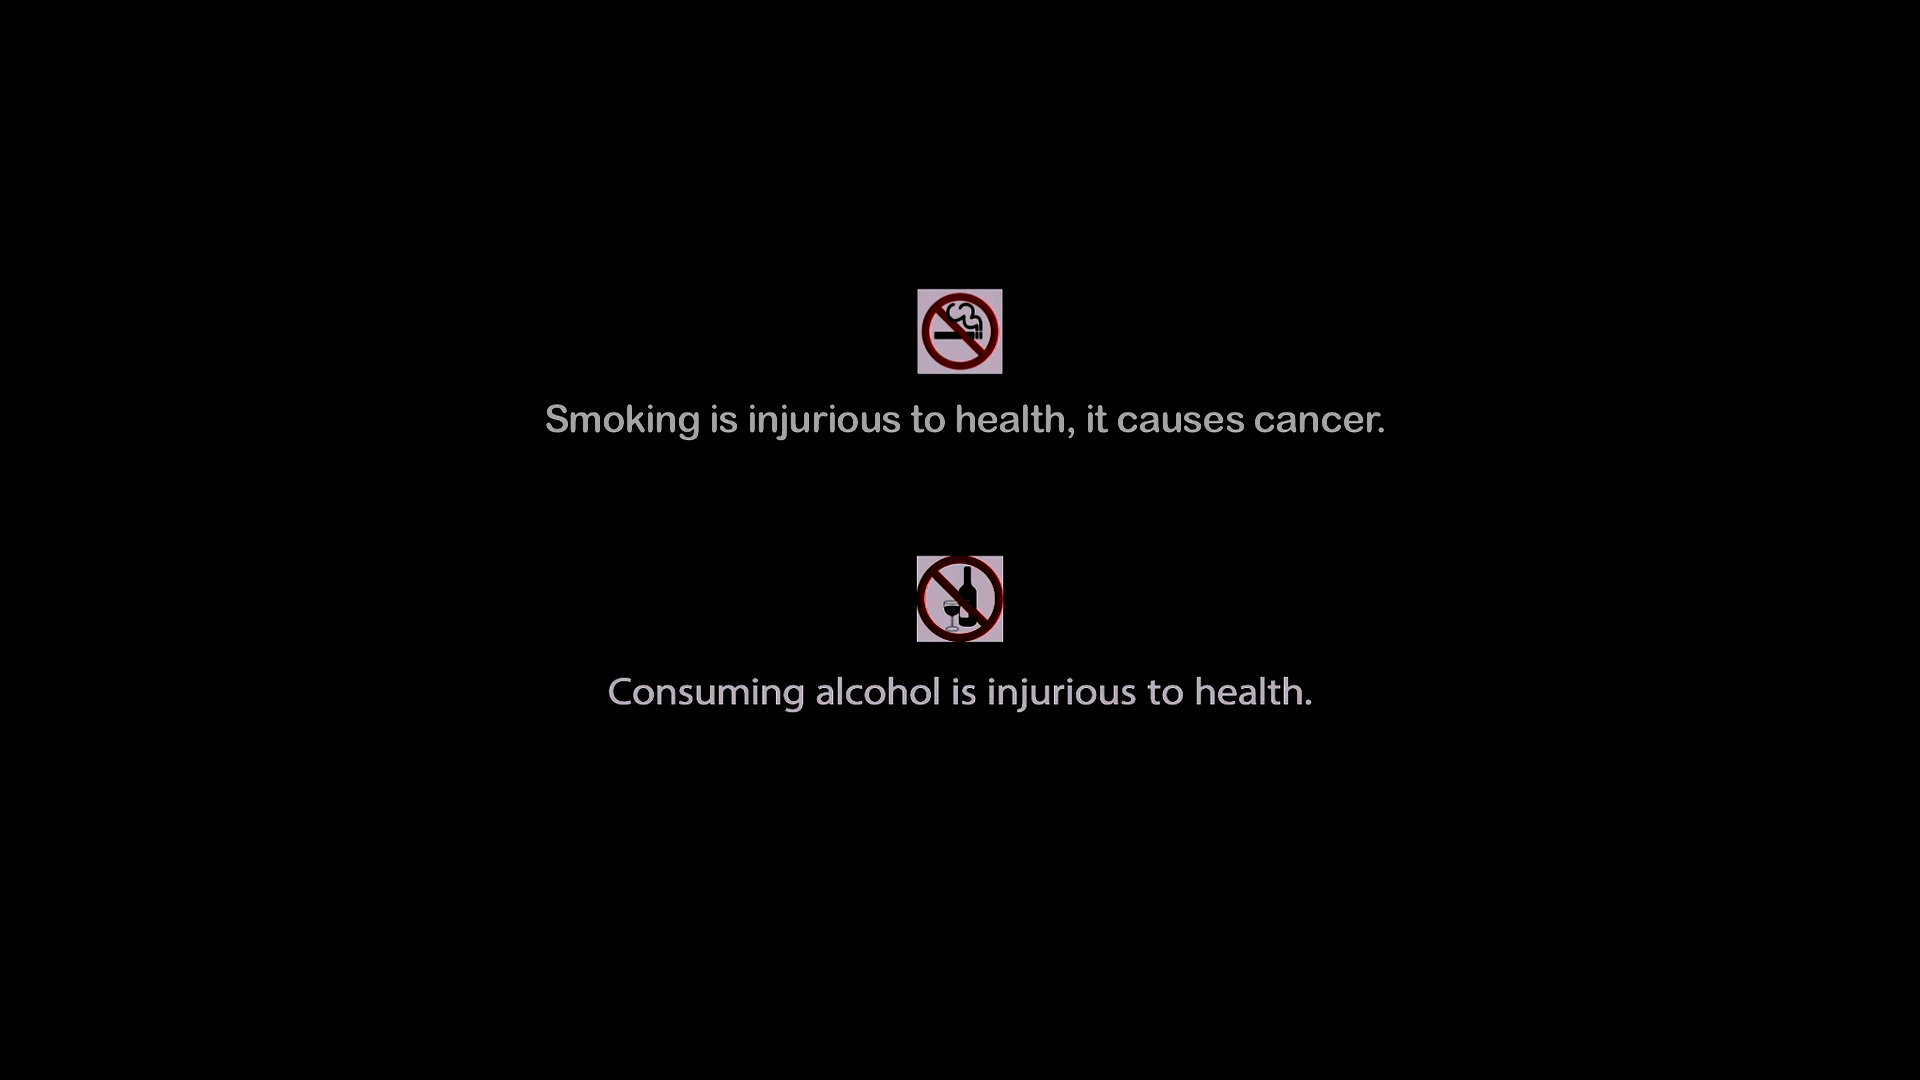 Smoking is injurious to health, it causes cancer.
Consuming alcohol is injurious to health.